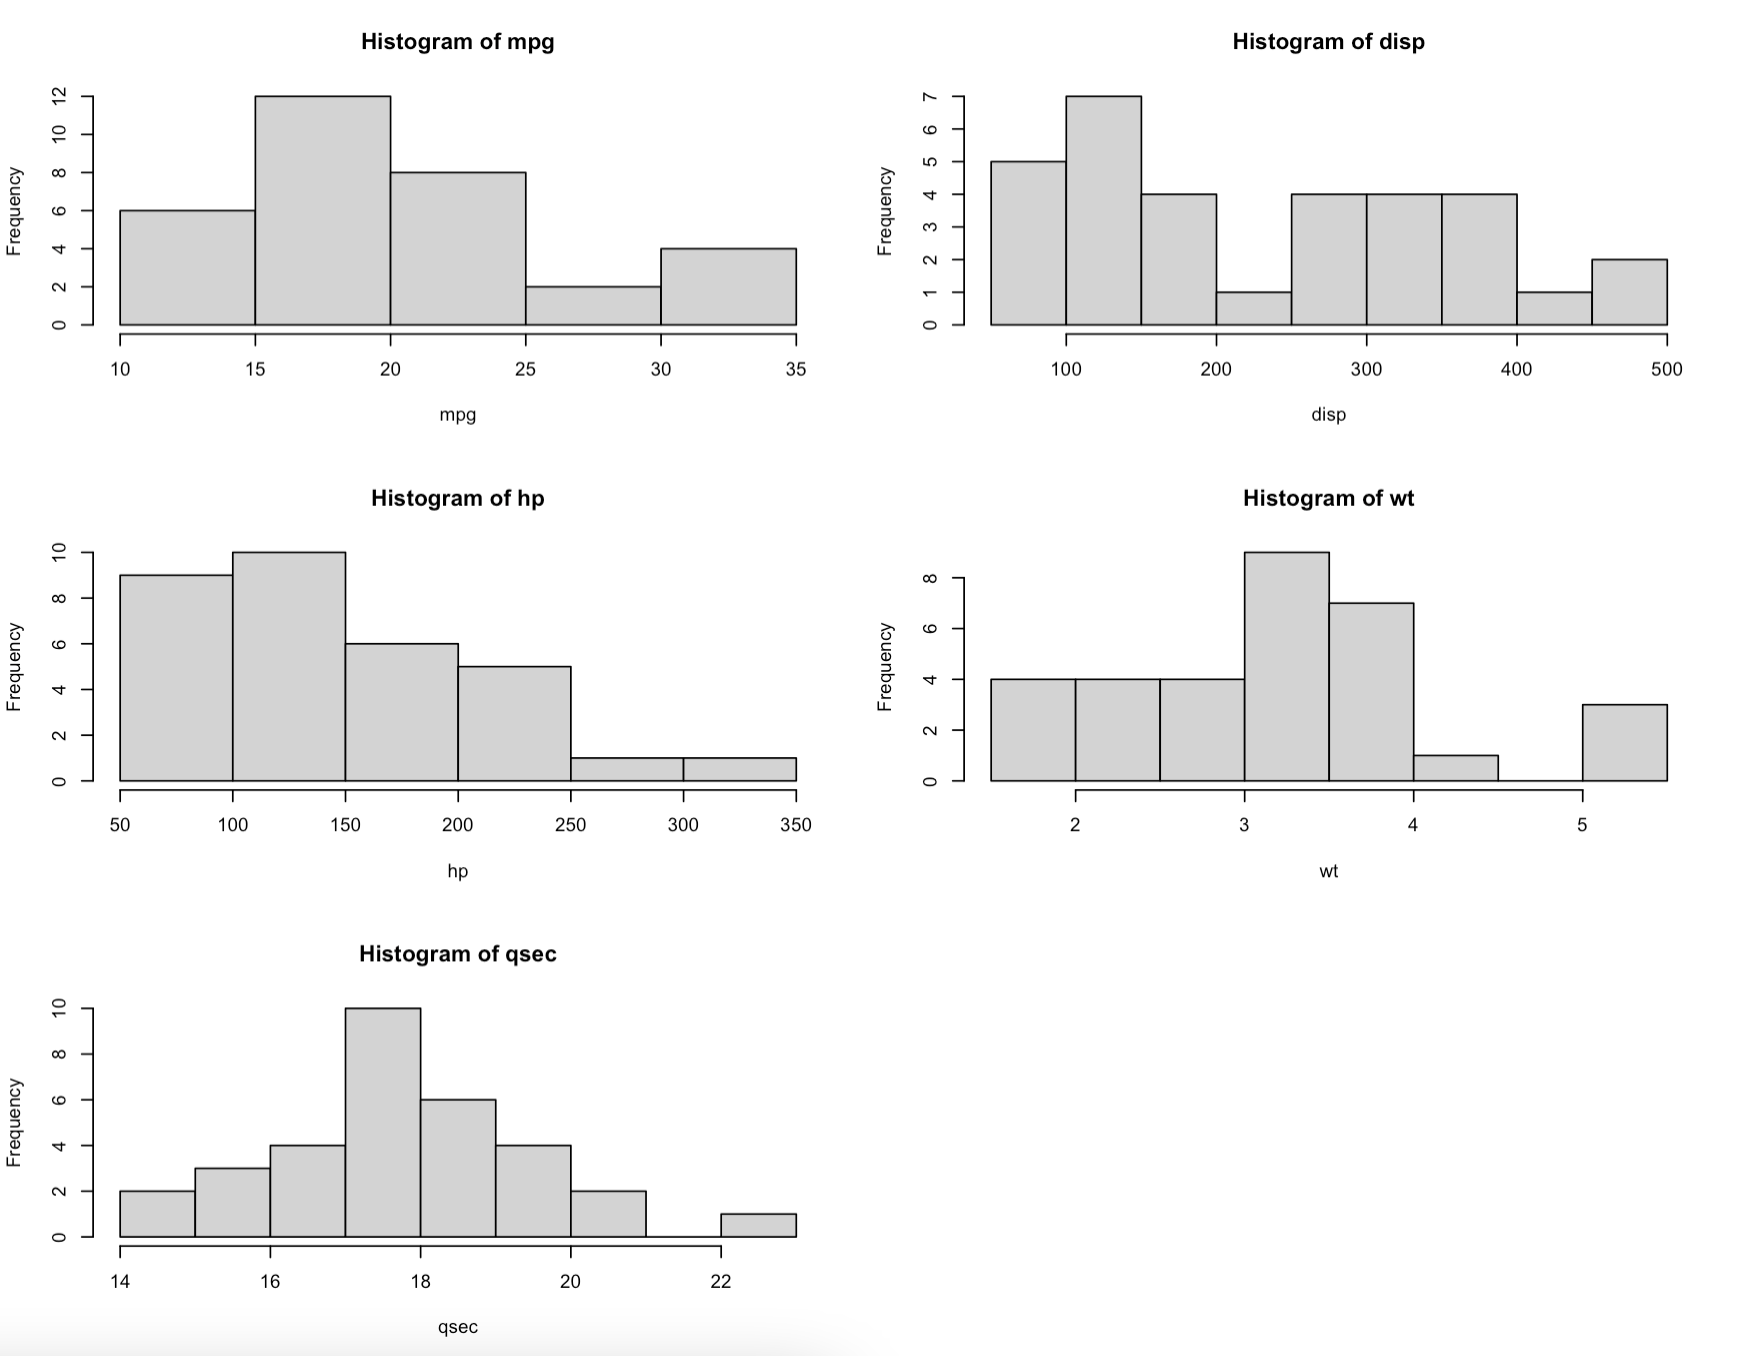 Histogram of mpg
Frequency
12
10
8
6
4
2
0
10 15 20 25 30 35
mpg
Histogram of disp
Frequency
7
6
5
4
3
2
1
0
100 200 300 400 500
disp
Histogram of hp
Frequency
10
8
6
4
2
0
50 100 150 200 250 300 350
hp
Histogram of wt
Frequency
8
6
4
2
0
2 3 4 5
wt
Histogram of qsec
Frequency
10
8
6
4
2
0
14 16 18 20 22
qsec